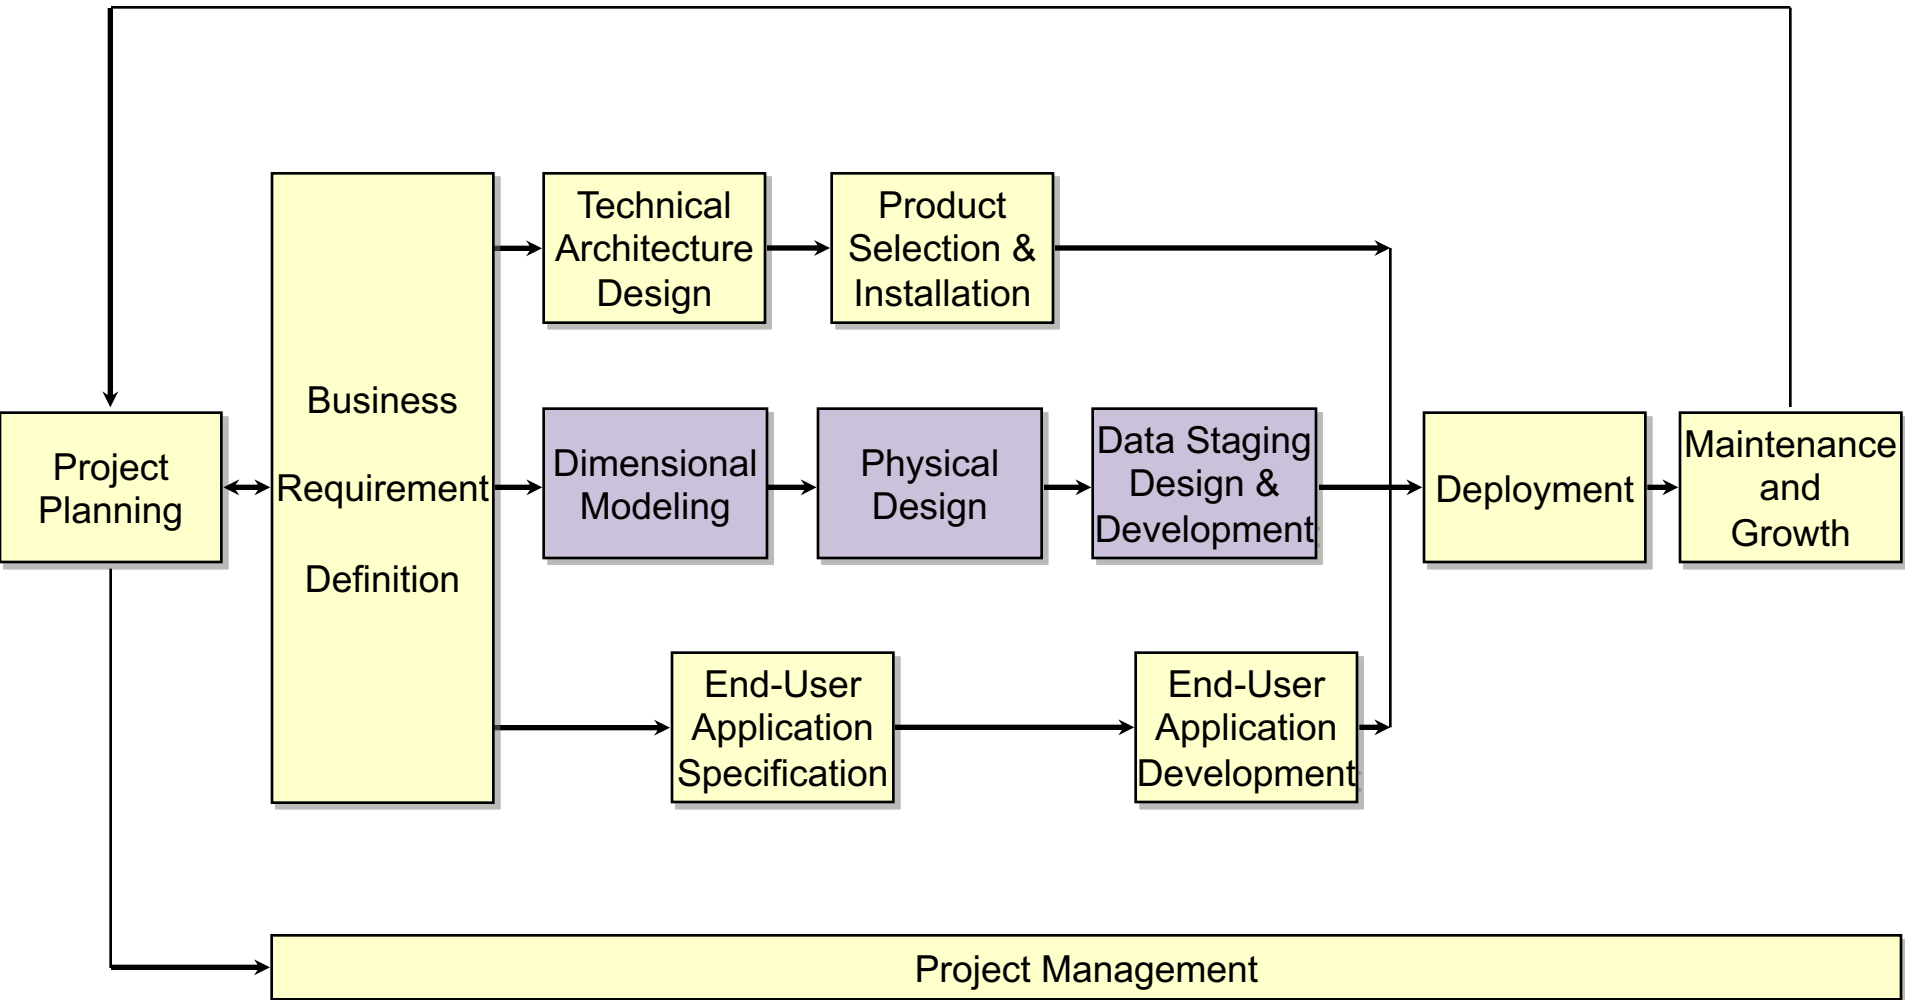 Technical
Architecture
Design
Product
Selection &
Installation
Project
Planning
Business
Requirement
Definition
Dimensional
Modeling
Physical
Design
Data Staging
Design &
Development
Deployment
Maintenance
and
Growth
End-User
Application
Specification
End-User
Application
Development
Project Management